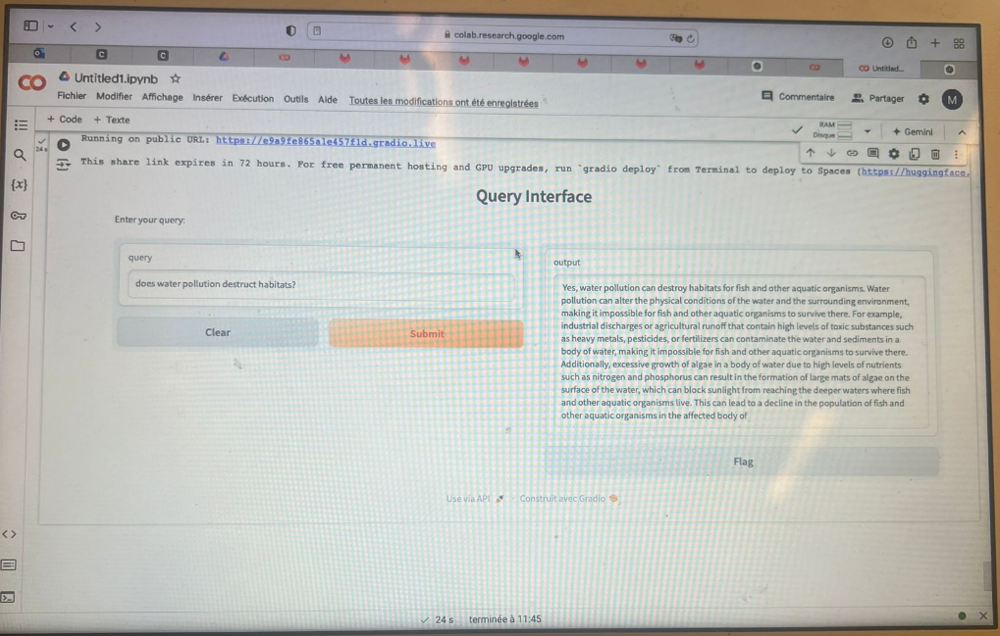 colab.research.google.com
Untitled...
CO Untitled1.ipynb ☆
Fichier Modifier Affichage Insérer Exécution Outils Aide Toutes les modifications ont été enregistrées
Commentaire Partager M
+ Code + Texte
RAM
Disque
Gemini
24 s
Running on public URL: https://e9a9fe865a1e457f1d.gradio.live
This share link expires in 72 hours. For free permanent hosting and GPU upgrades, run `gradio deploy` from Terminal to deploy to Spaces (https://huggingface.
{x}
Query Interface
Enter your query:
query
does water pollution destruct habitats?
Clear
Submit
output
Yes, water pollution can destroy habitats for fish and other aquatic organisms. Water
pollution can alter the physical conditions of the water and the surrounding environment,
making it impossible for fish and other aquatic organisms to survive there. For example,
industrial discharges or agricultural runoff that contain high levels of toxic substances such
as heavy metals, pesticides, or fertilizers can contaminate the water and sediments in a
body of water, making it impossible for fish and other aquatic organisms to survive there.
Additionally, excessive growth of algae in a body of water due to high levels of nutrients
such as nitrogen and phosphorus can result in the formation of large mats of algae on the
surface of the water, which can block sunlight from reaching the deeper waters where fish
and other aquatic organisms live. This can lead to a decline in the population of fish and
other aquatic organisms in the affected body of
Flag
Use via API · Construit avec Gradio
<>
24 s terminée à 11:45